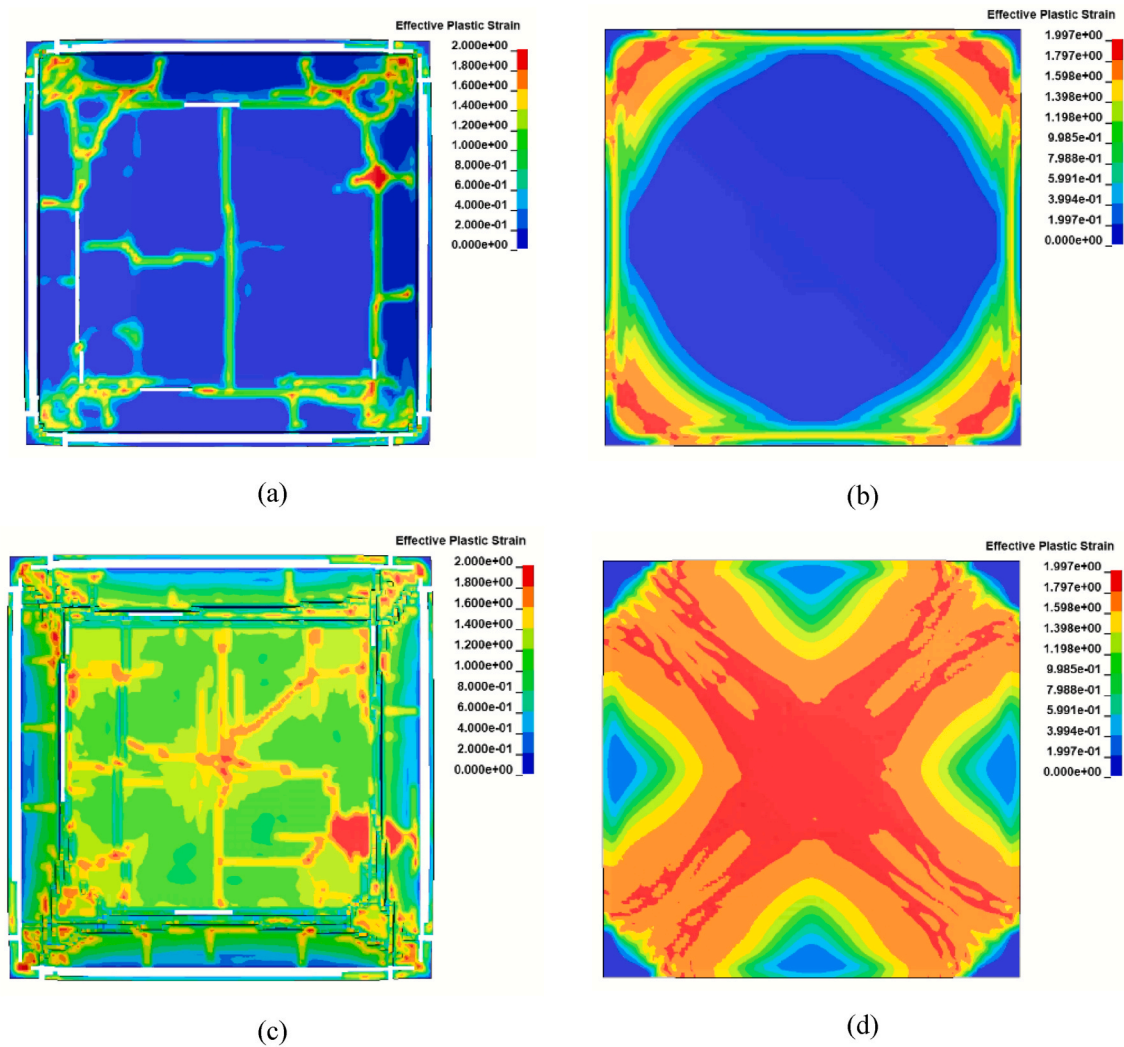 Effective Plastic Strain
2.000e+00
1.800e+00
1.600e+00
1.400e+00
1.200e+00
1.000e+00
8.000e-01
6.000e-01
4.000e-01
2.000e-01
0.000e+00
(a)
Effective Plastic Strain
1.997e+00
1.797e+00
1.598e+00
1.398e+00
1.198e+00
9.985e-01
7.988e-01
5.991e-01
3.994e-01
1.997e-01
0.000e+00
(b)
Effective Plastic Strain
2.000e+00
1.800e+00
1.600e+00
1.400e+00
1.200e+00
1.000e+00
8.000e-01
6.000e-01
4.000e-01
2.000e-01
0.000e+00
(c)
Effective Plastic Strain
1.997e+00
1.797e+00
1.598e+00
1.398e+00
1.198e+00
9.985e-01
7.988e-01
5.991e-01
3.994e-01
1.997e-01
0.000e+00
(d)